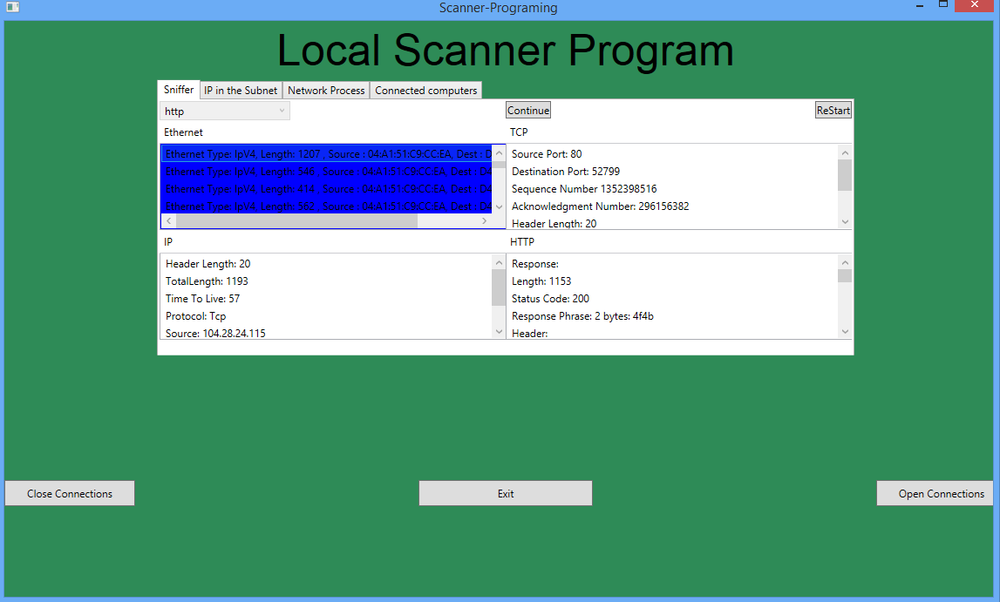 Scanner-Programing
Local Scanner Program
Sniffer
IP in the Subnet
Network Process
Connected computers
http
Continue
ReStart
Ethernet
Ethernet Type: IpV4, Length: 1207 , Source : 04:A1:51:C9:CC:EA, Dest : D
Ethernet Type: IpV4, Length: 546 , Source : 04:A1:51:C9:CC:EA, Dest : D4
Ethernet Type: IpV4, Length: 414 , Source : 04:A1:51:C9:CC:EA, Dest : D4
Ethernet Type: IpV4, Length: 562 , Source : 04:A1:51:C9:CC:EA, Dest : D4
TCP
Source Port: 80
Destination Port: 52799
Sequence Number 1352398516
Acknowledgment Number: 296156382
Header Length: 20
IP
Header Length: 20
TotalLength: 1193
Time To Live: 57
Protocol: Tcp
Source: 104.28.24.115
HTTP
Response:
Length: 1153
Status Code: 200
Response Phrase: 2 bytes: 4f4b
Header:
Close Connections
Exit
Open Connections